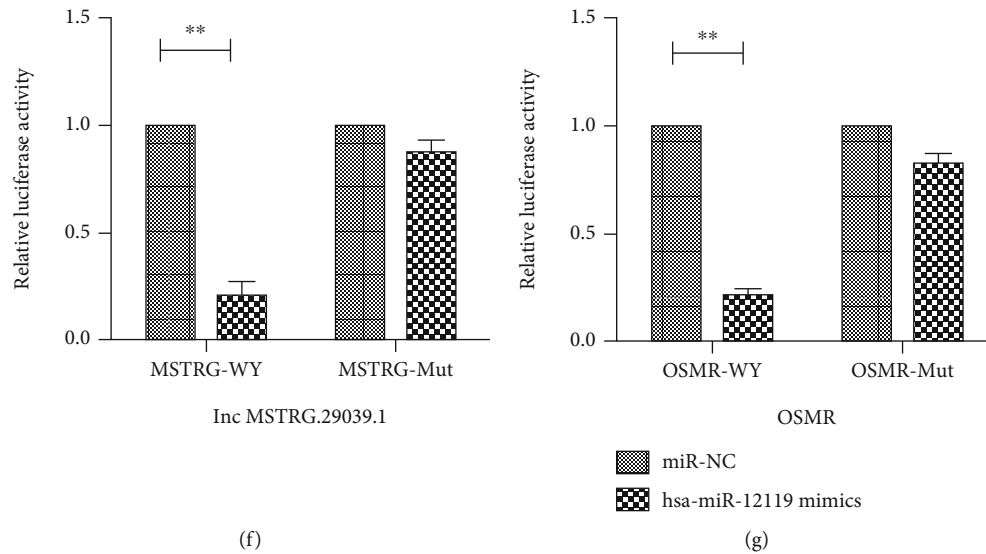 1.5
1.0
0.5
0.0
Relative luciferase activity
**
MSTRG-WY
MSTRG-Mut
Inc MSTRG.29039.1
(f)
1.5
1.0
0.5
0.0
Relative luciferase activity
**
OSMR-WY
OSMR-Mut
OSMR
miR-NC
hsa-miR-12119 mimics
(g)